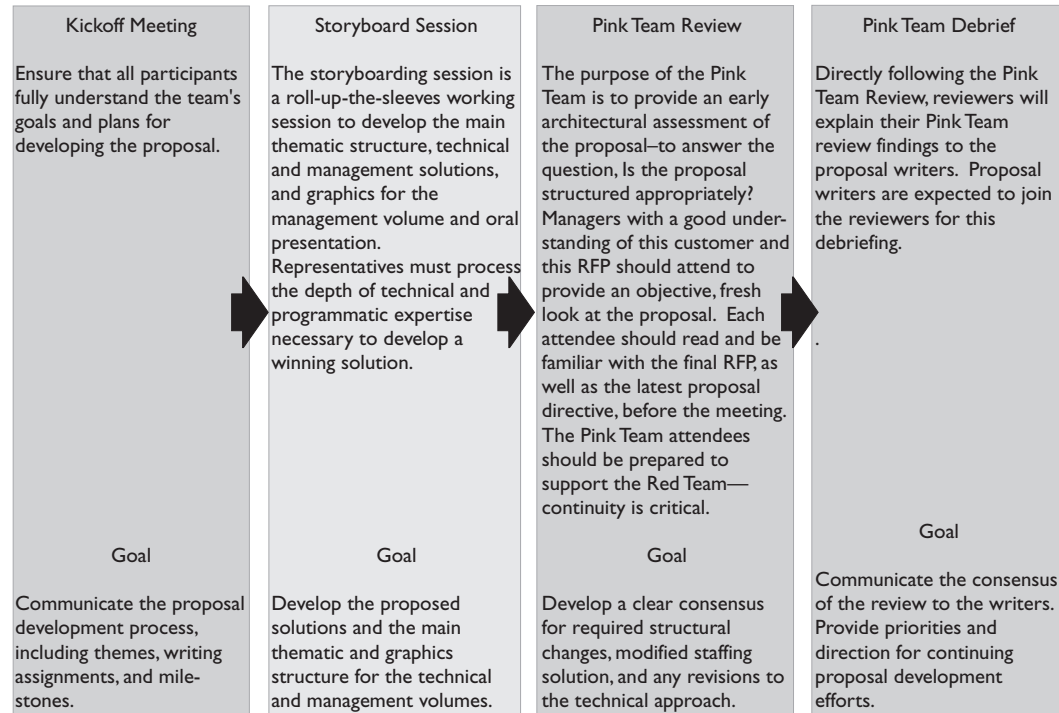 Kickoff Meeting
Ensure that all participants
fully understand the team's
goals and plans for
developing the proposal.
Goal
Communicate the proposal
development process,
including themes, writing
assignments, and mile-
stones.
Storyboard Session
The storyboarding session is
a roll-up-the-sleeves working
session to develop the main
thematic structure, technical
and management solutions,
and graphics for the
management volume and oral
presentation.
Representatives must process
the depth of technical and
programmatic expertise
necessary to develop a
winning solution.
Goal
Develop the proposed
solutions and the main
thematic and graphics
structure for the technical
and management volumes.
Pink Team Review
The purpose of the Pink
Team is to provide an early
architectural assessment of
the proposal–to answer the
question, Is the proposal
structured appropriately?
Managers with a good under-
standing of this customer and
this RFP should attend to
provide an objective, fresh
look at the proposal.  Each
attendee should read and be
familiar with the final RFP, as
well as the latest proposal
directive, before the meeting.
The Pink Team attendees
should be prepared to
support the Red Team—
continuity is critical.
Goal
Develop a clear consensus
for required structural
changes, modified staffing
solution, and any revisions to
the technical approach.
Pink Team Debrief
Directly following the Pink
Team Review, reviewers will
explain their Pink Team
review findings to the
proposal writers.  Proposal
writers are expected to join
the reviewers for this
debriefing.
.
Goal
Communicate the consensus
of the review to the writers.
Provide priorities and
direction for continuing
proposal development
efforts.